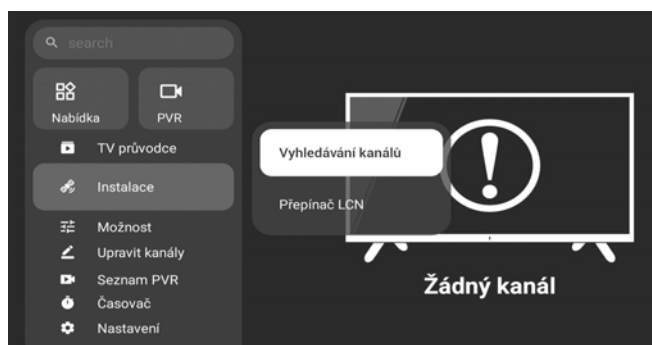 search
Nabídka
PVR
TV průvodce
Instalace
Možnost
Upravit kanály
Seznam PVR
Časovač
Nastavení
Vyhledávání kanálů
Přepínač LCN
Žádný kanál